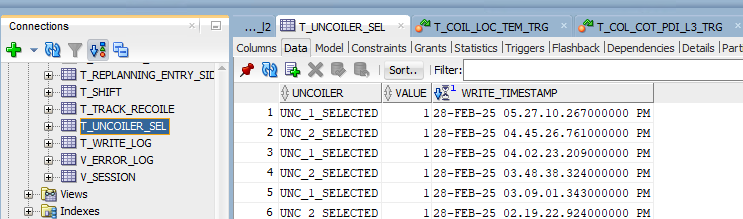 Connections
..._l2 T_UNCOILER_SEL T_COIL_LOC_TEM_TRG T_COL_COT_PDI_L3_TRG
Columns Data Model Constraints Grants Statistics Triggers Flashback Dependencies Details Part
Sort.. Filter:
T_REPLANNING_ENTRY_SID
T_SHIFT
T_TRACK_RECOILE
T_UNCOILER_SEL
T_WRITE_LOG
V_ERROR_LOG
V_SESSION
Views
Indexes
UNCOILER VALUE WRITE_TIMESTAMP
1 UNC_1_SELECTED 1 28-FEB-25 05.27.10.267000000 PM
2 UNC_2_SELECTED 1 28-FEB-25 04.45.26.761000000 PM
3 UNC_1_SELECTED 1 28-FEB-25 04.02.23.209000000 PM
4 UNC_2_SELECTED 1 28-FEB-25 03.48.38.324000000 PM
5 UNC_1_SELECTED 1 28-FEB-25 03.09.01.343000000 PM
6 UNC_2_SELECTED 1 28-FEB-25 02.19.22.924000000 PM